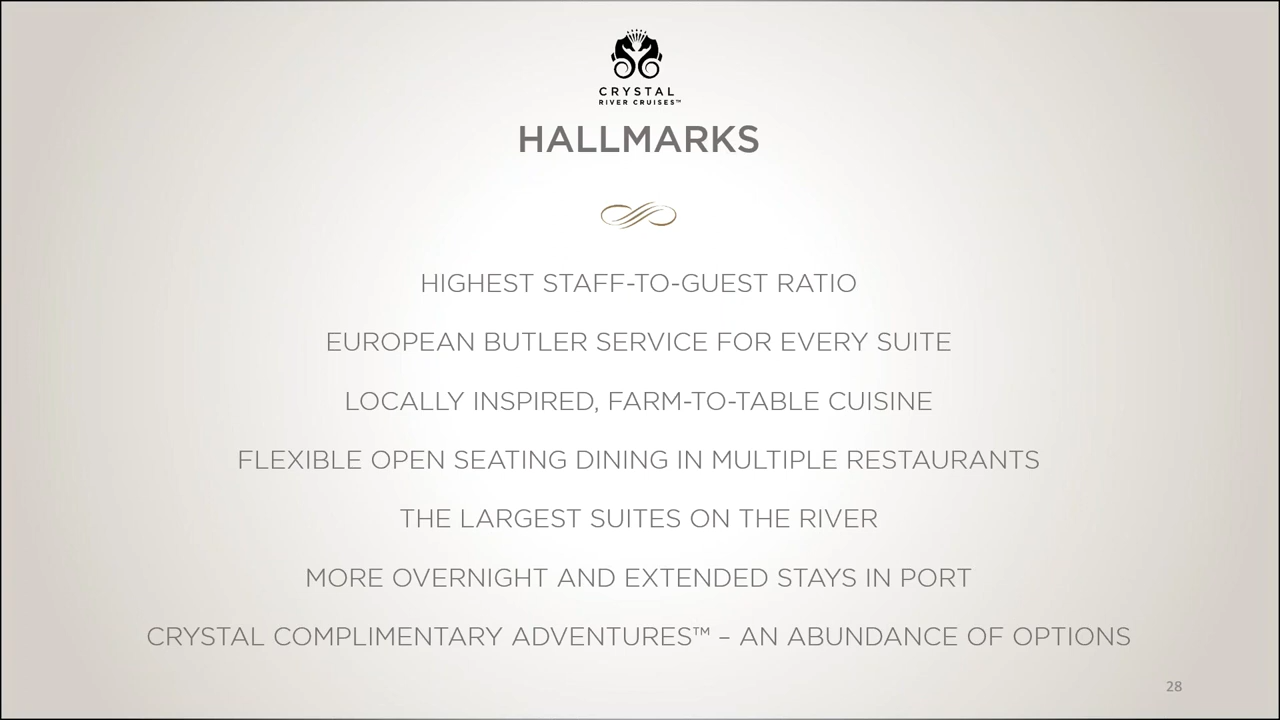 CRYSTAL
RIVER CRUISES™
HALLMARKS
HIGHEST STAFF-TO-GUEST RATIO
EUROPEAN BUTLER SERVICE FOR EVERY SUITE
LOCALLY INSPIRED, FARM-TO-TABLE CUISINE
FLEXIBLE OPEN SEATING DINING IN MULTIPLE RESTAURANTS
THE LARGEST SUITES ON THE RIVER
MORE OVERNIGHT AND EXTENDED STAYS IN PORT
CRYSTAL COMPLIMENTARY ADVENTURES™ – AN ABUNDANCE OF OPTIONS
28